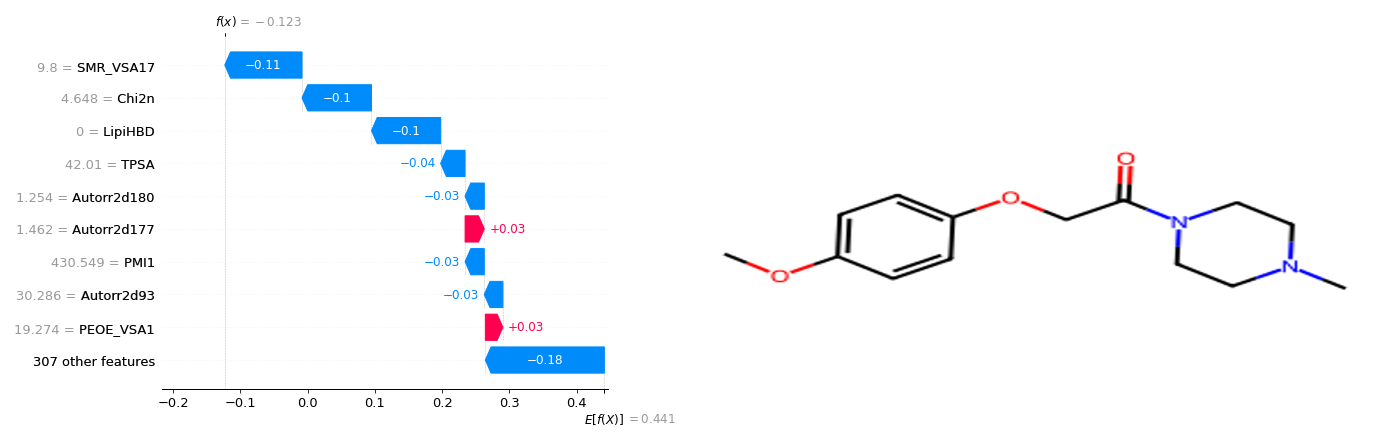 f(x) = −0.123
9.8 = SMR_VSA17
−0.11
4.648 = Chi2n
−0.1
0 = LipiHBD
−0.1
42.01 = TPSA
−0.04
1.254 = Autorr2d180
−0.03
1.462 = Autorr2d177
+0.03
430.549 = PMI1
−0.03
30.286 = Autorr2d93
−0.03
19.274 = PEOE_VSA1
+0.03
307 other features
−0.18
−0.2 −0.1 0.0 0.1 0.2 0.3 0.4
E[f(X)] = 0.441
O
O
N
N
O